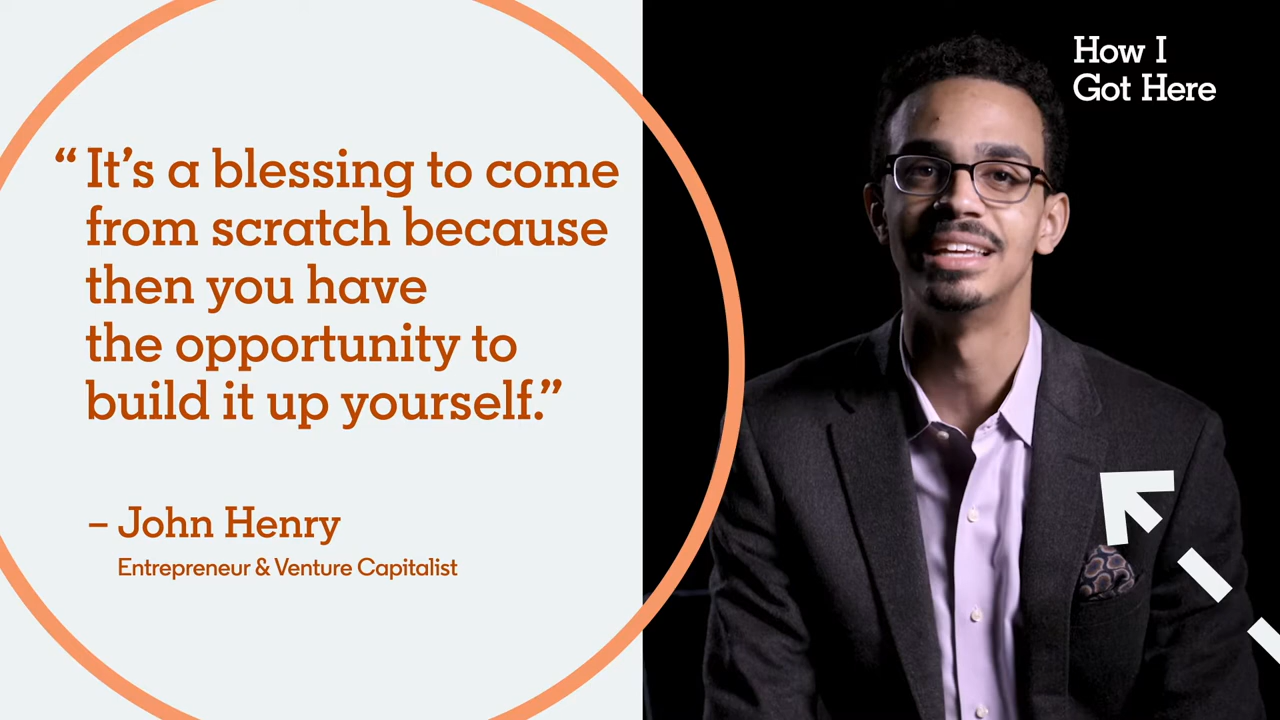 “It’s a blessing to come
from scratch because
then you have
the opportunity to
build it up yourself.”
– John Henry
Entrepreneur & Venture Capitalist
How I
Got Here